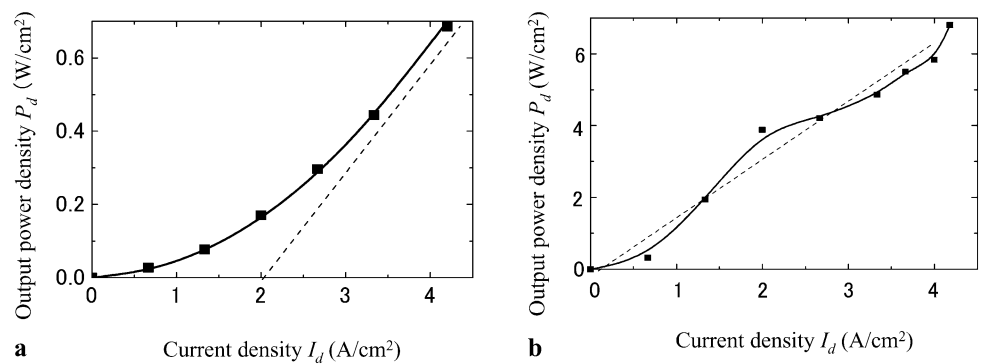 Output power density P_d (W/cm²)
0.6
0.4
0.2
0.0
0 1 2 3 4
a Current density I_d (A/cm²)
Output power density P_d (W/cm²)
6
4
2
0
0 1 2 3 4
b Current density I_d (A/cm²)